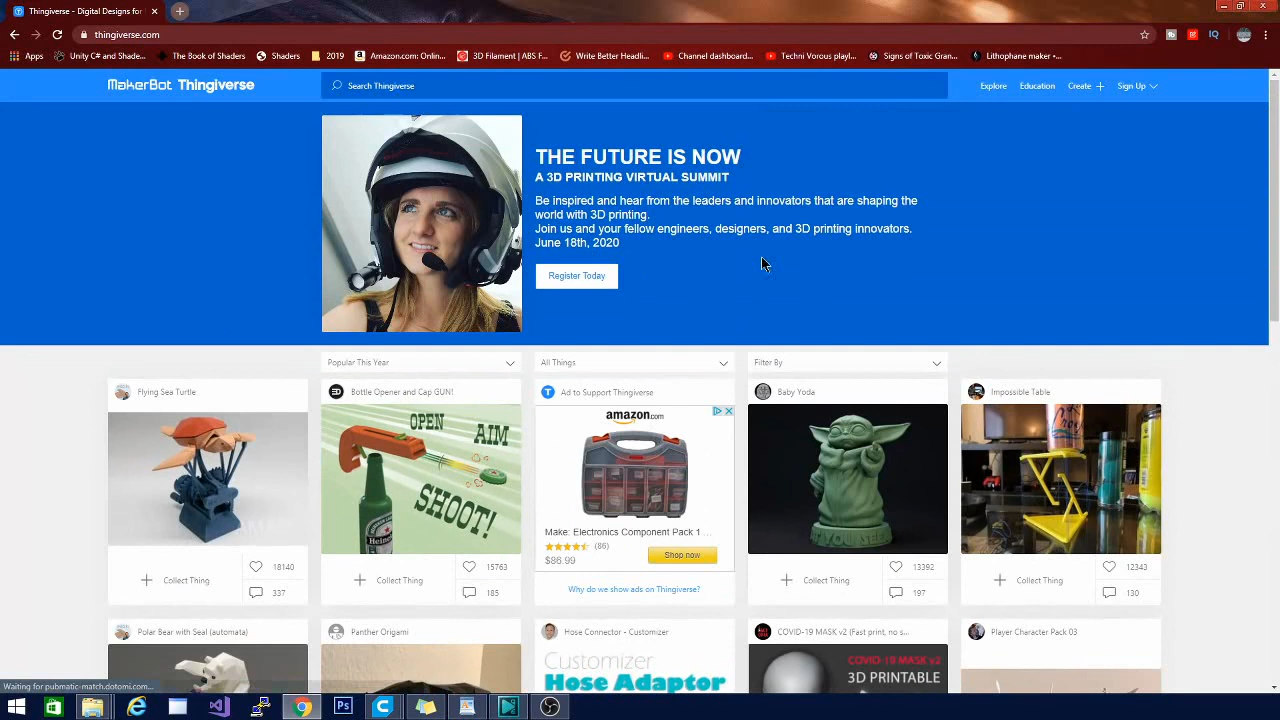 Thingiverse - Digital Designs for
thingiverse.com
Apps
Unity C# and Shade...
The Book of Shaders
Shaders
2019
Amazon.com: Onlin...
3D Filament | ABS F...
Write Better Headli...
Channel dashboard...
Techni Vorous playl...
Signs of Toxic Gran...
Lithophane maker •...
MakerBot Thingiverse
Search Thingiverse
Explore
Education
Create
Sign Up
THE FUTURE IS NOW
A 3D PRINTING VIRTUAL SUMMIT
Be inspired and hear from the leaders and innovators that are shaping the
world with 3D printing.
Join us and your fellow engineers, designers, and 3D printing innovators.
June 18th, 2020
Register Today
Popular This Year
All Things
Filter By
Flying Sea Turtle
Collect Thing
18140
337
Bottle Opener and Cap GUN!
OPEN
AIM
SHOOT!
Heineken
Collect Thing
15763
185
Ad to Support Thingiverse
amazon.com
Make: Electronics Component Pack 1 ...
(86)
$86.99
Shop now
Why do we show ads on Thingiverse?
Baby Yoda
Collect Thing
13392
197
Impossible Table
Collect Thing
12343
130
Polar Bear with Seal (automata)
Panther Origami
Hose Connector - Customizer
Customizer
Hose Adaptor
COVID-19 MASK v2 (Fast print, no s...
COVID-19 MASK v2
3D PRINTABLE
Player Character Pack 03
Waiting for pubmatic-match.dotomi.com...